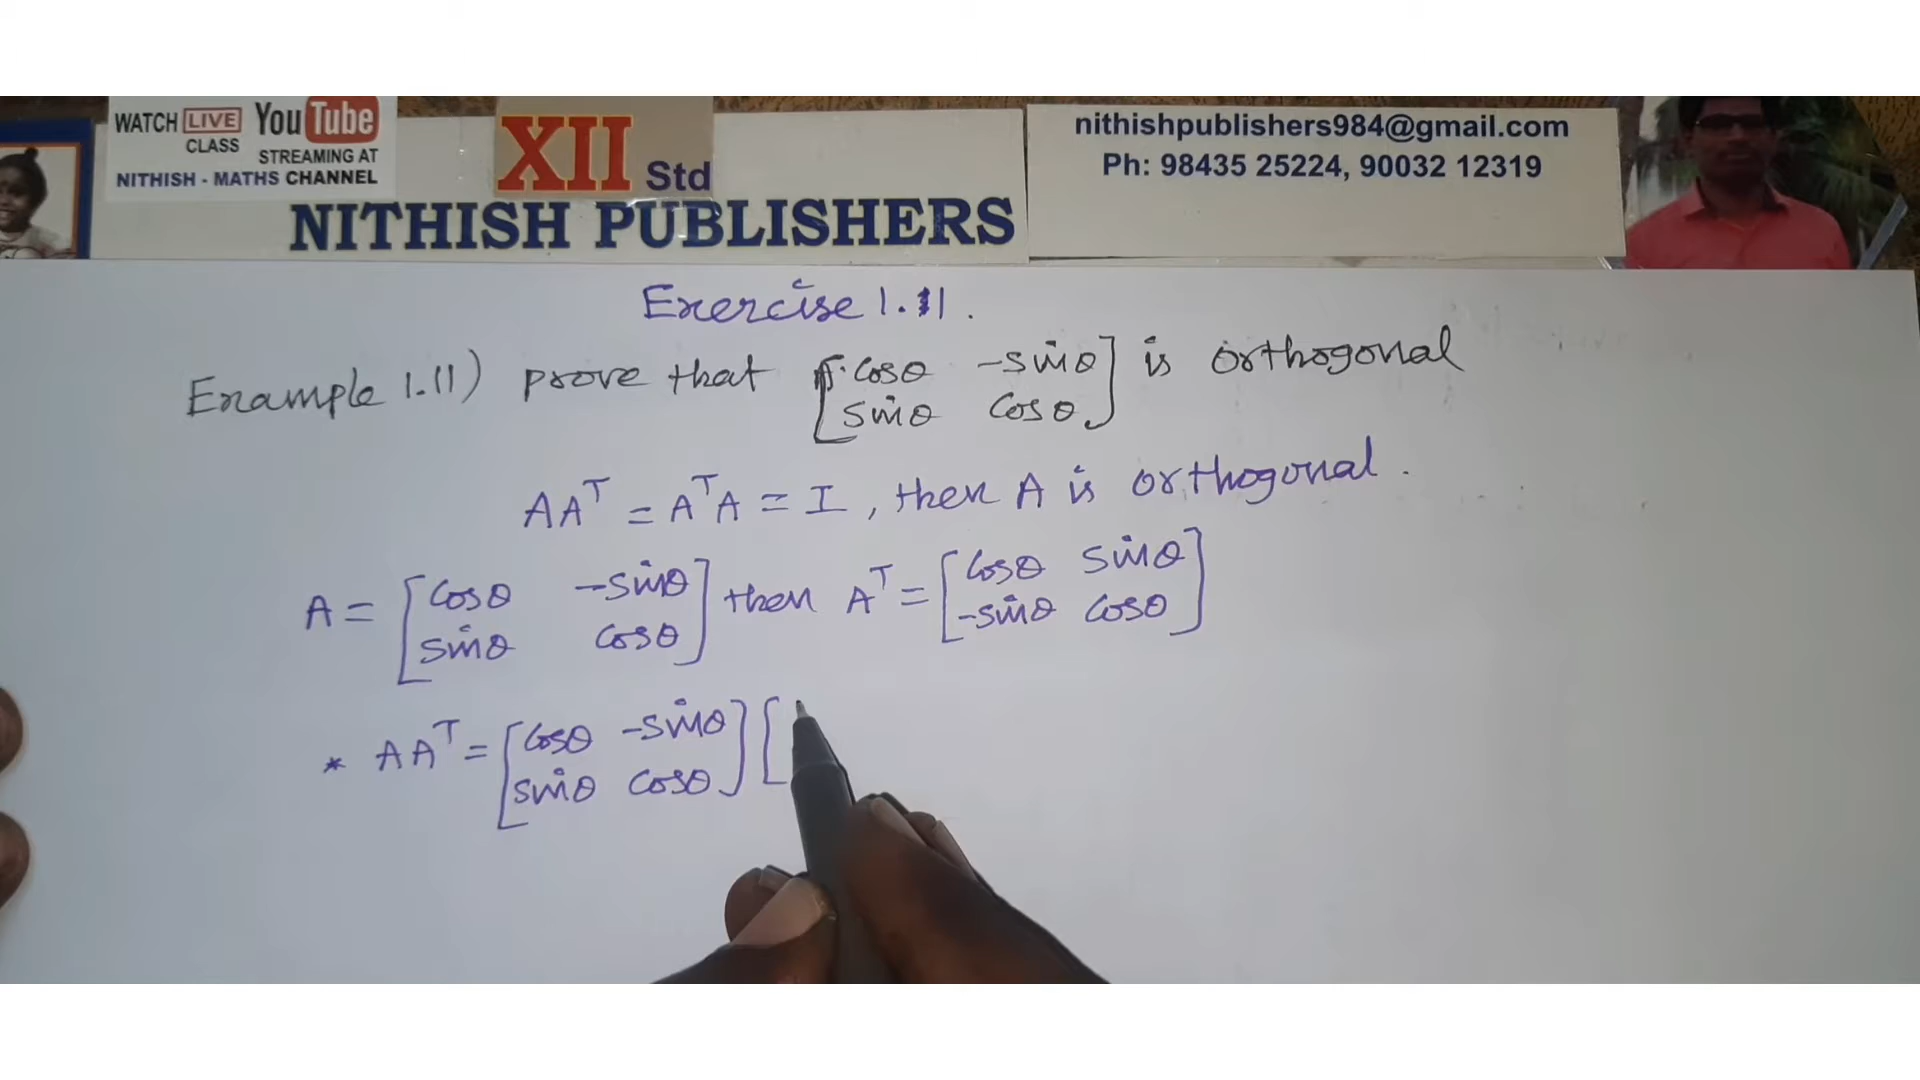 WATCH LIVE YouTube
CLASS STREAMING AT
NITHISH - MATHS CHANNEL
XII Std
NITHISH PUBLISHERS
nithishpublishers984@gmail.com
Ph: 98435 25224, 90032 12319
Exercise 1.11.
Example 1.11) prove that [cosθ -sinθ] is orthogonal
[sinθ cosθ]
AAᵀ = AᵀA = I, then A is orthogonal.
A = [cosθ -sinθ] then Aᵀ = [cosθ sinθ]
[sinθ cosθ] [-sinθ cosθ]
* AAᵀ = [cosθ -sinθ] [
[sinθ cosθ]